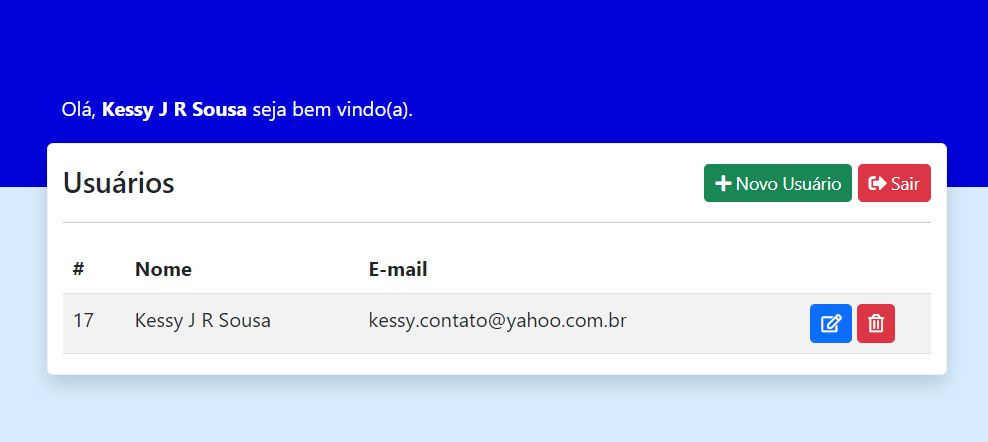 Olá, Kessy J R Sousa seja bem vindo(a).
Usuários
Novo Usuário
Sair
# Nome E-mail
17 Kessy J R Sousa kessy.contato@yahoo.com.br